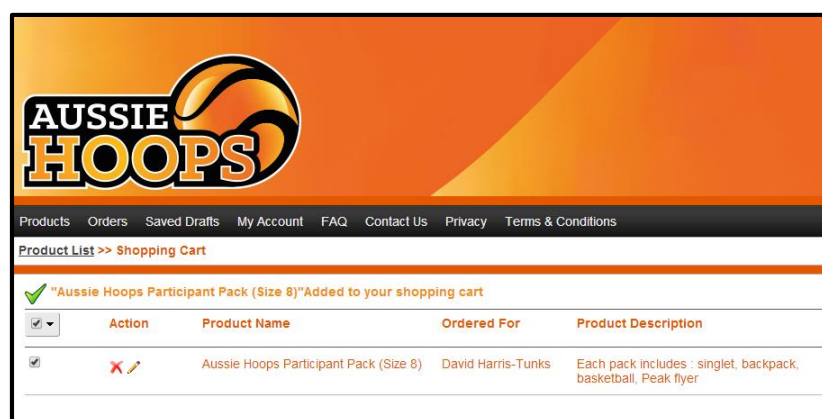 AUSSIE
HOOPS
Products Orders Saved Drafts My Account FAQ Contact Us Privacy Terms & Conditions
Product List >> Shopping Cart
"Aussie Hoops Participant Pack (Size 8)"Added to your shopping cart
Action Product Name Ordered For Product Description
Aussie Hoops Participant Pack (Size 8) David Harris-Tunks Each pack includes : singlet, backpack,
basketball, Peak flyer